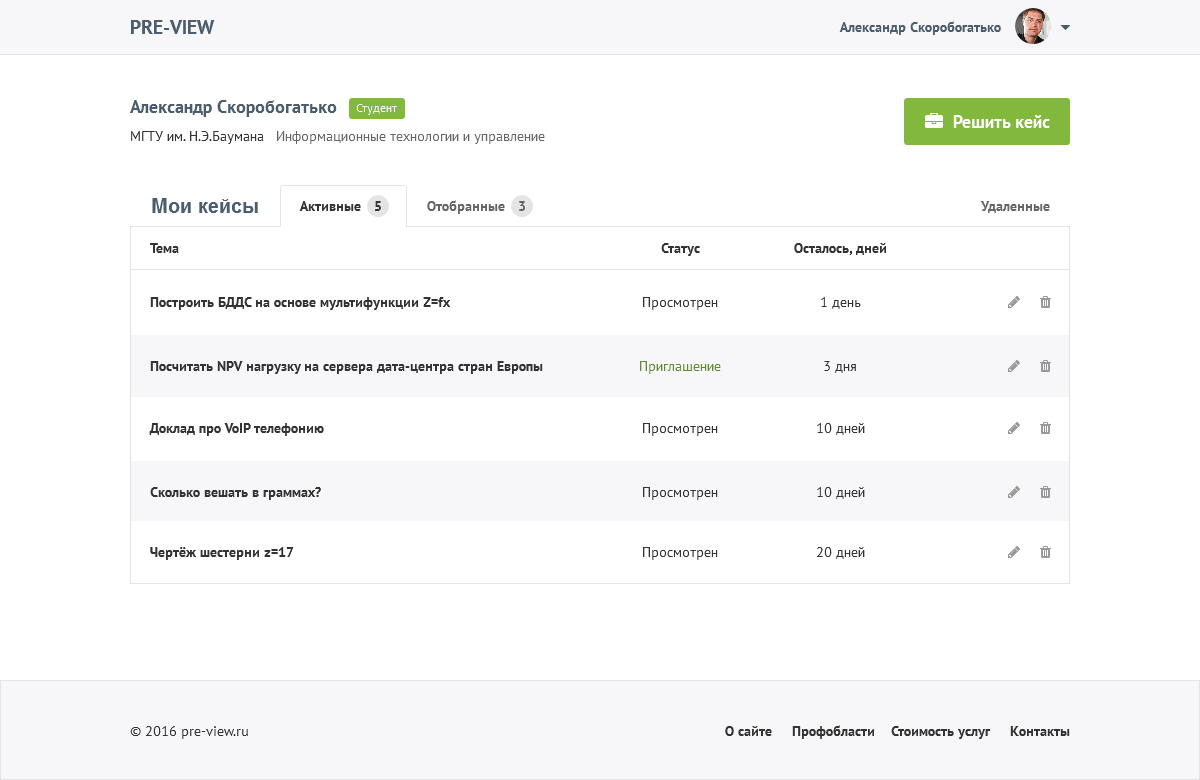 PRE-VIEW Александр Скоробогатько
Александр Скоробогатько Студент
МГТУ им. Н.Э.Баумана Информационные технологии и управление
Решить кейс
Мои кейсы Активные 5 Отобранные 3 Удаленные
Тема Статус Осталось, дней
Построить БДДС на основе мультифункции Z=fx Просмотрен 1 день
Посчитать NPV нагрузку на сервера дата-центра стран Европы Приглашение 3 дня
Доклад про VoIP телефонию Просмотрен 10 дней
Сколько вешать в граммах? Просмотрен 10 дней
Чертёж шестерни z=17 Просмотрен 20 дней
© 2016 pre-view.ru О сайте Профобласти Стоимость услуг Контакты